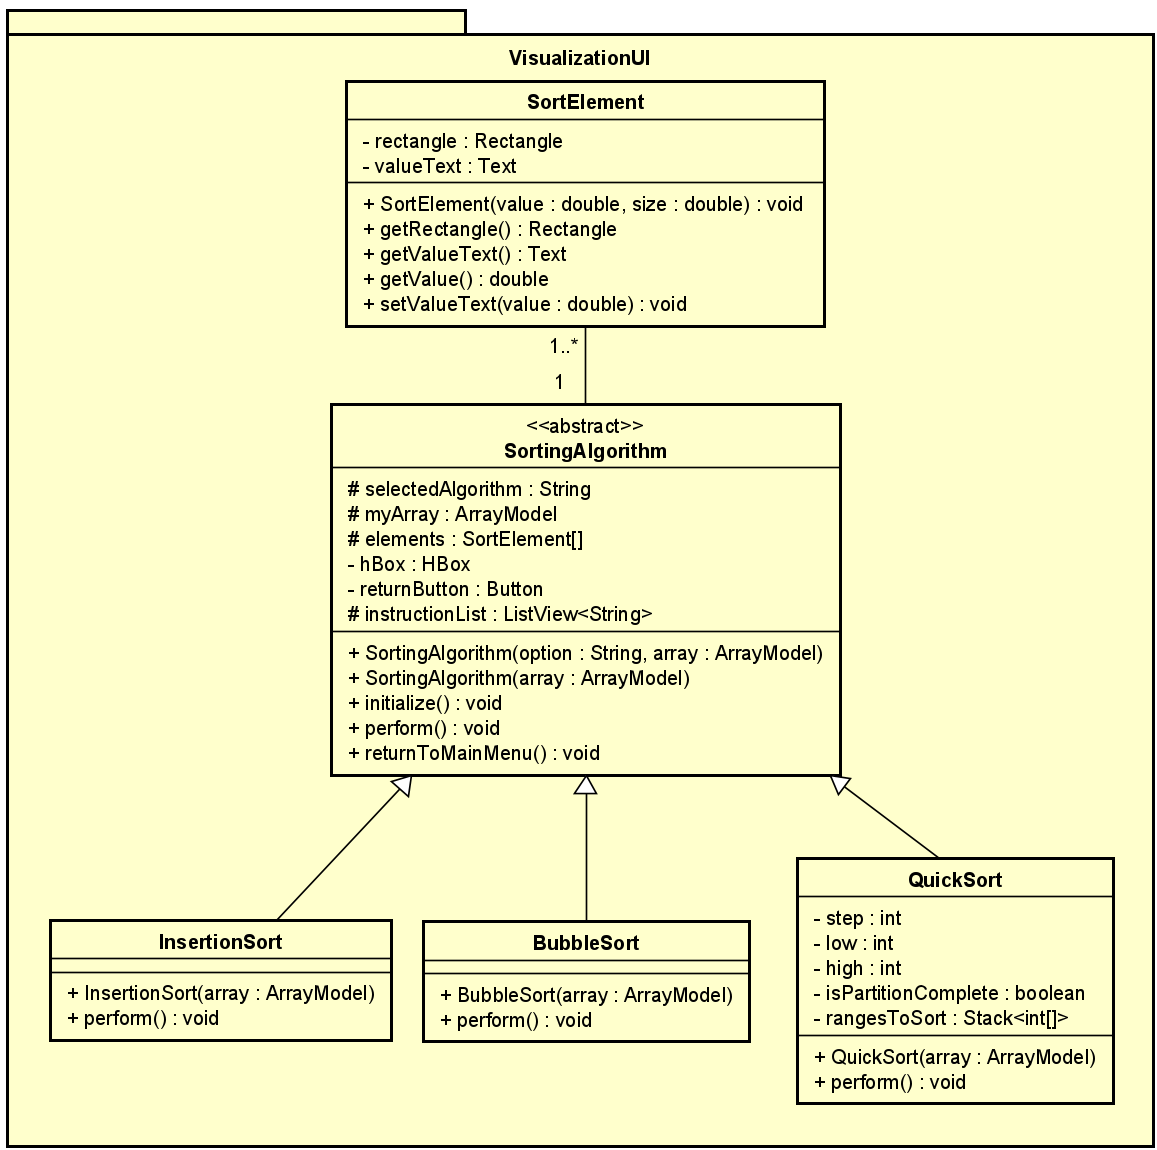 VisualizationUI
SortElement
- rectangle : Rectangle
- valueText : Text
+ SortElement(value : double, size : double) : void
+ getRectangle() : Rectangle
+ getValueText() : Text
+ getValue() : double
+ setValueText(value : double) : void
1..*
1
<<abstract>>
SortingAlgorithm
# selectedAlgorithm : String
# myArray : ArrayModel
# elements : SortElement[]
- hBox : HBox
- returnButton : Button
# instructionList : ListView<String>
+ SortingAlgorithm(option : String, array : ArrayModel)
+ SortingAlgorithm(array : ArrayModel)
+ initialize() : void
+ perform() : void
+ returnToMainMenu() : void
InsertionSort
+ InsertionSort(array : ArrayModel)
+ perform() : void
BubbleSort
+ BubbleSort(array : ArrayModel)
+ perform() : void
QuickSort
- step : int
- low : int
- high : int
- isPartitionComplete : boolean
- rangesToSort : Stack<int[]>
+ QuickSort(array : ArrayModel)
+ perform() : void